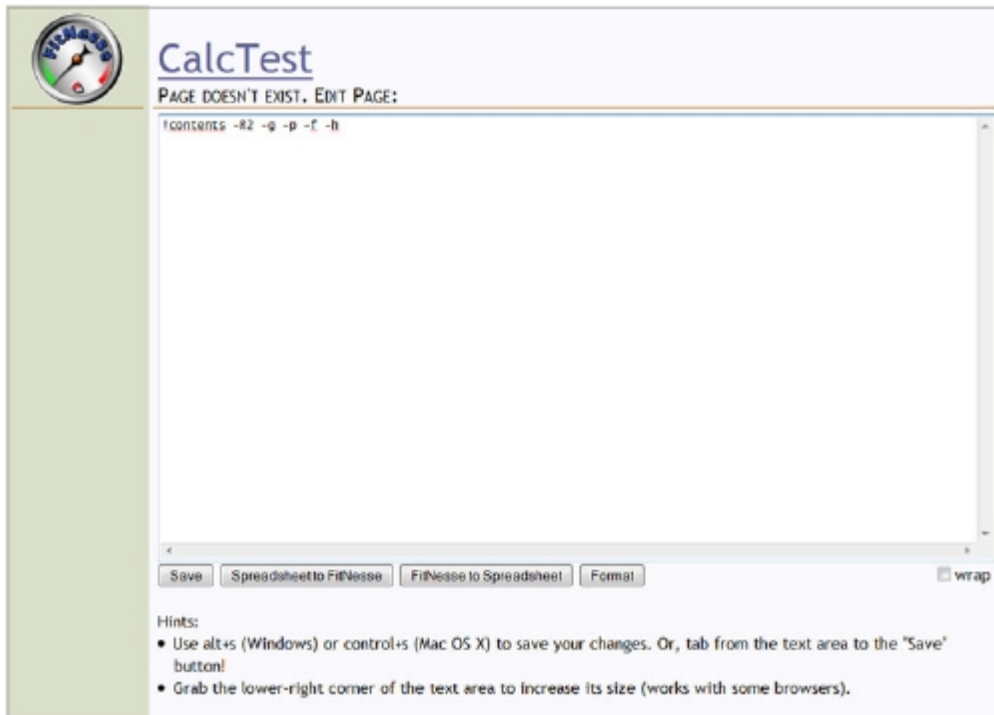 FitNesse
CalcTest
PAGE DOESN'T EXIST. EDIT PAGE:
!contents -R2 -g -p -f -h
Save Spreadsheet to FitNesse FitNesse to Spreadsheet Format wrap
Hints:
• Use alt+s (Windows) or control+s (Mac OS X) to save your changes. Or, tab from the text area to the "Save"
button!
• Grab the lower-right corner of the text area to increase its size (works with some browsers).